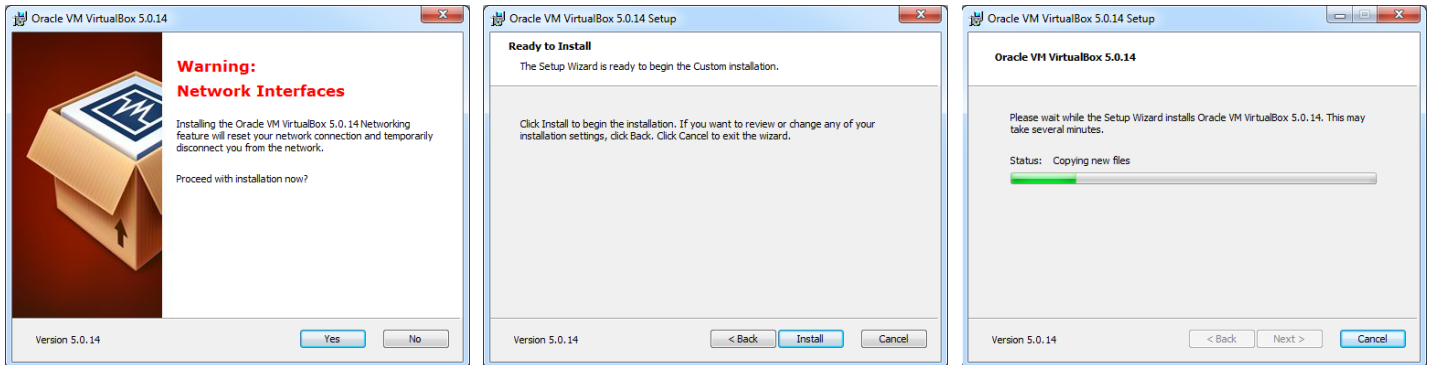 Oracle VM VirtualBox 5.0.14
Warning:
Network Interfaces
Installing the Oracle VM VirtualBox 5.0.14 Networking
feature will reset your network connection and temporarily
disconnect you from the network.
Proceed with installation now?
Version 5.0.14
Yes
No
Oracle VM VirtualBox 5.0.14 Setup
Ready to Install
The Setup Wizard is ready to begin the Custom installation.
Click Install to begin the installation. If you want to review or change any of your
installation settings, click Back. Click Cancel to exit the wizard.
Version 5.0.14
< Back
Install
Cancel
Oracle VM VirtualBox 5.0.14 Setup
Oracle VM VirtualBox 5.0.14
Please wait while the Setup Wizard installs Oracle VM VirtualBox 5.0.14. This may
take several minutes.
Status: Copying new files
Version 5.0.14
< Back
Next >
Cancel